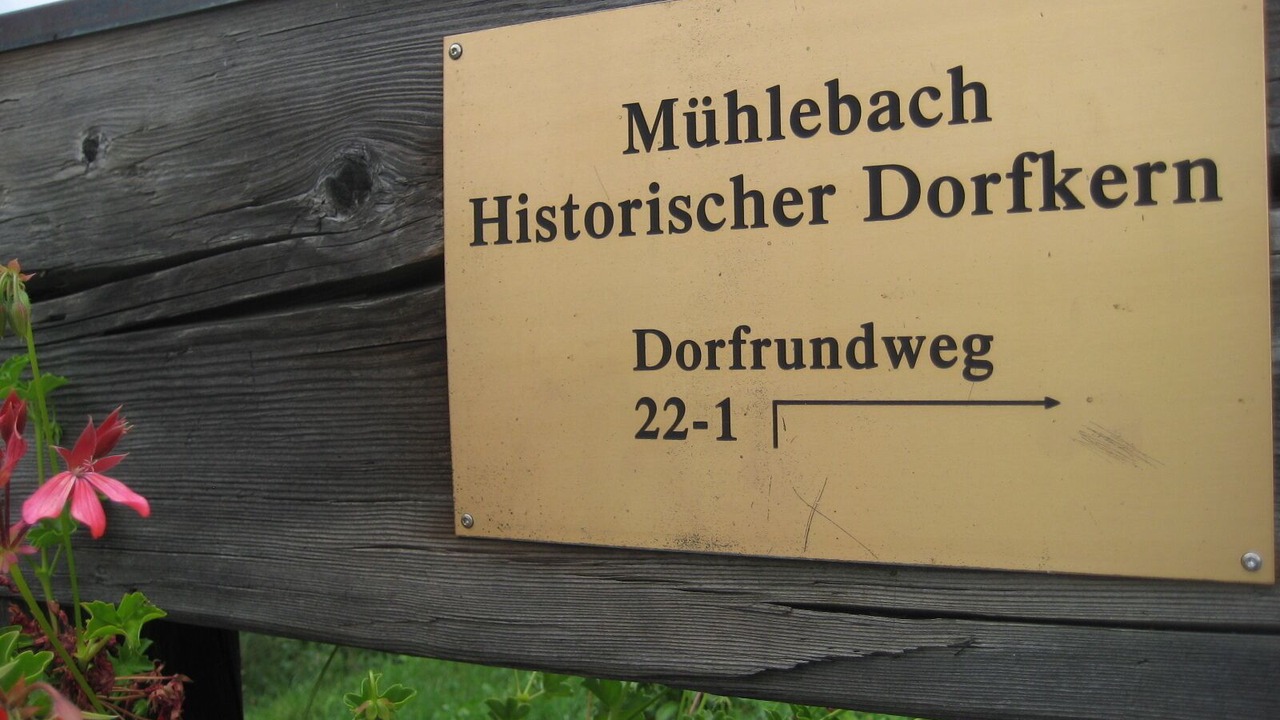 Mühlebach
Historischer Dorfkern
Dorfrundweg
22-1